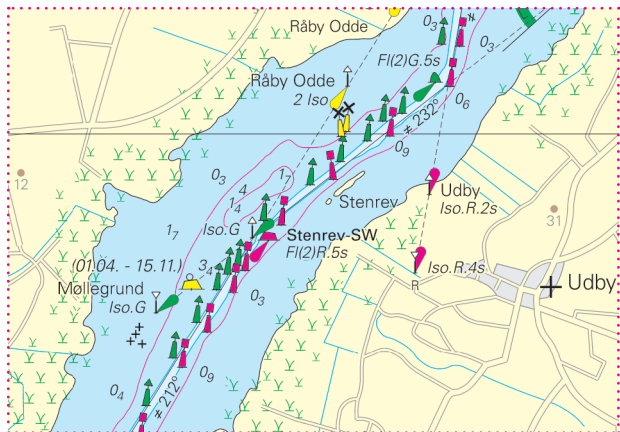 Råby Odde
0₃
0₃
Fl(2)G.5s
Råby Odde
2 Iso
0₆
≠ 232°
0₉
12
0₃
1₇
4
1₄
Udby
Iso.R.2s
Stenrev
31
1₇
Iso.G
Stenrev-SW
Fl(2)R.5s
(01.04. - 15.11.)
3₄
Iso.R.4s
R
Udby
Møllegrund
Iso.G
0₃
0₄
0₉
≠ 212°